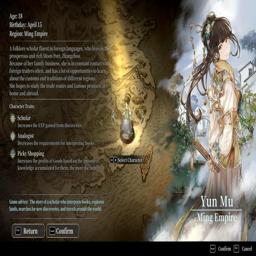 Age: 18
Birthday: April 15
Region: Ming Empire
A folklore scholar fluent in foreign languages, who lives in the
prosperous and rich Moon Port, Zhangzhou.
Because of her family business, she is in constant contact with
foreign traders often, and has a lot of opportunities to learn
about the customs and traditions of different regions.
She hopes to study the trade routes and famous products at
home and abroad.
Character Traits
Scholar
Increases the EXP gained from discoveries.
Analogist
Decreases the requirements for interpreting books.
Picky Shopping
Increases the profits of Goods based on the amount of
knowledge accumulated for them, the more the better.
Game advice: The story of a scholar who interprets books, explores
lands, searches for new discoveries, and travels around the world.
Return
Confirm
Select Character
Yun Mu
Ming Empire
Confirm
Cancel